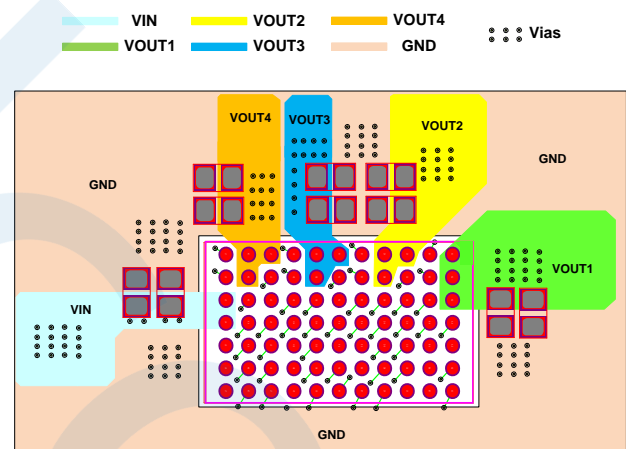 VIN VOUT2 VOUT4
VOUT1 VOUT3 GND
Vias
VOUT4
VOUT3
VOUT2
GND
GND
VOUT1
VIN
GND